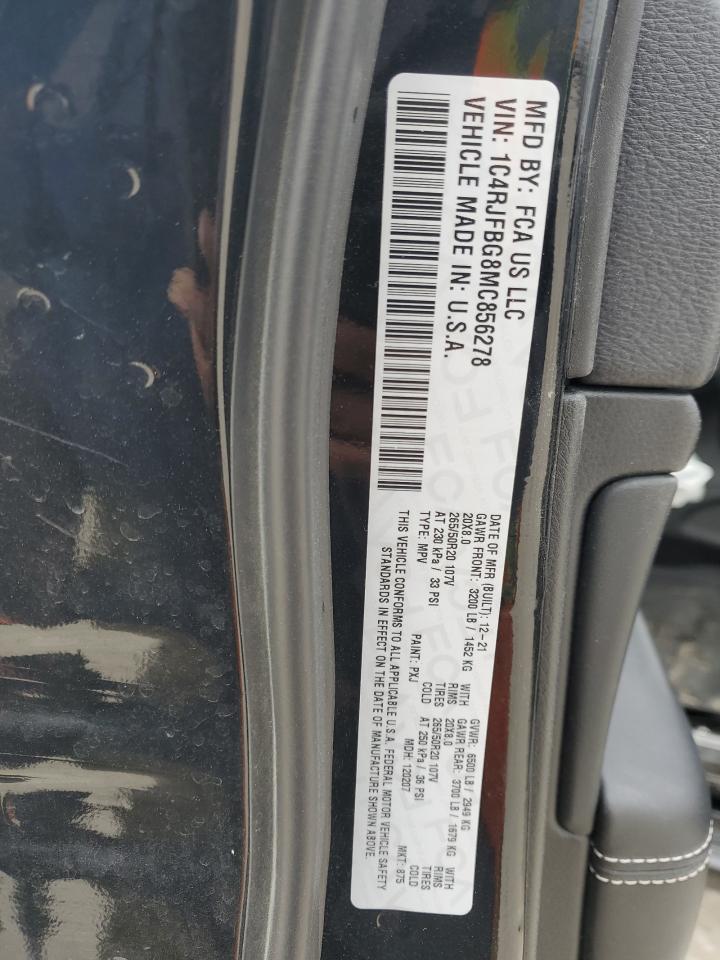 MFD BY: FCA US LLC
VIN: 1C4RJFBG8MC856278
VEHICLE MADE IN: U.S.A.
DATE OF MFR (BUILT): 12-21 GVWR: 6500 LB / 2949 KG
GAWR FRONT: 3200 LB / 1452 KG WITH GAWR REAR: 3700 LB / 1679 KG WITH
20X8.0 RIMS 20X8.0 RIMS
265/50R20 107V TIRES 265/50R20 107V TIRES
AT 230 kPa / 33 PSI COLD AT 250 kPa / 36 PSI COLD
TYPE: MPV PAINT: PXJ MDH: 120207 MKT: 875
THIS VEHICLE CONFORMS TO ALL APPLICABLE U.S.A. FEDERAL MOTOR VEHICLE SAFETY
STANDARDS IN EFFECT ON THE DATE OF MANUFACTURE SHOWN ABOVE.